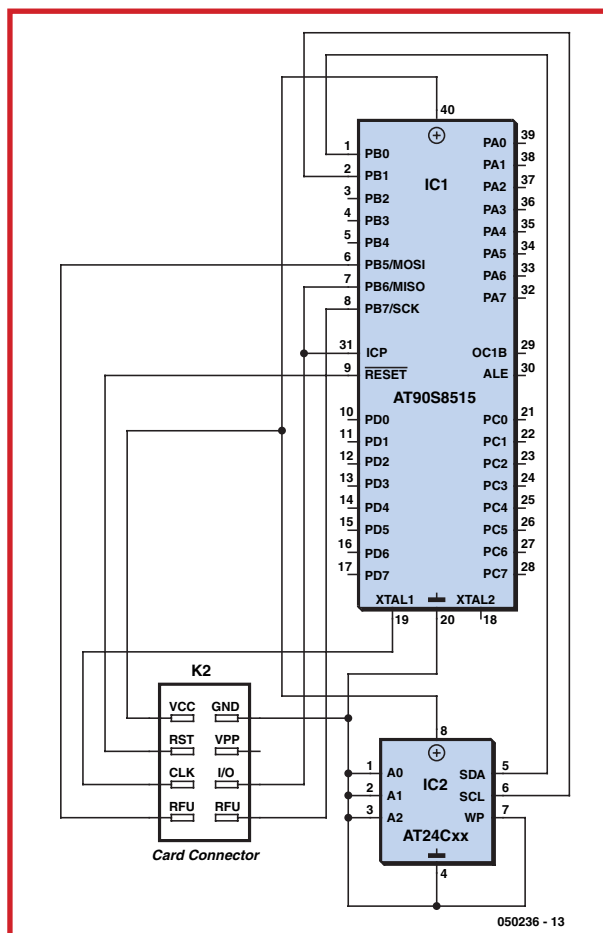 40
1 PB0 PA0 39
2 PB1 IC1 PA1 38
3 PB2 PA2 37
4 PB3 PA3 36
5 PB4 PA4 35
6 PB5/MOSI PA5 34
7 PB6/MISO PA6 33
8 PB7/SCK PA7 32
31 ICP OC1B 29
9 RESET ALE 30
AT90S8515
10 PD0 PC0 21
11 PD1 PC1 22
12 PD2 PC2 23
13 PD3 PC3 24
14 PD4 PC4 25
15 PD5 PC5 26
16 PD6 PC6 27
17 PD7 PC7 28
XTAL1 XTAL2
19 20 18
K2
VCC GND
RST VPP
CLK I/O
RFU RFU
Card Connector
8
1 A0 SDA 5
IC2
2 A1 SCL 6
3 A2 WP 7
AT24Cxx
4
050236 - 13